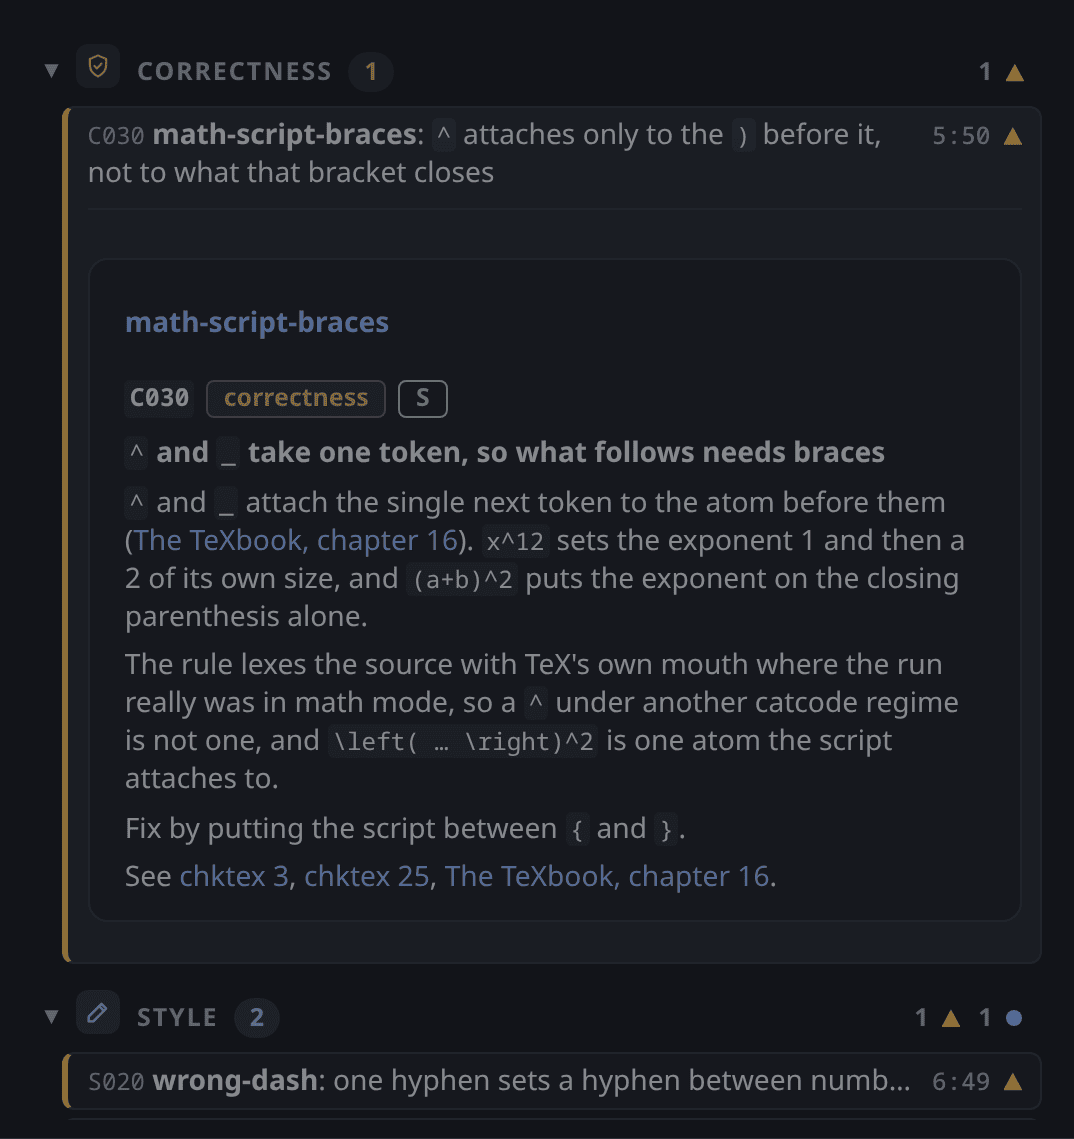 ▼ CORRECTNESS 1 1 ▲
C030 math-script-braces: ^ attaches only to the ) before it, 5:50 ▲
not to what that bracket closes
math-script-braces
C030 correctness S
^ and _ take one token, so what follows needs braces
^ and _ attach the single next token to the atom before them
(The TeXbook, chapter 16). x^12 sets the exponent 1 and then a
2 of its own size, and (a+b)^2 puts the exponent on the closing
parenthesis alone.
The rule lexes the source with TeX's own mouth where the run
really was in math mode, so a ^ under another catcode regime
is not one, and \left( … \right)^2 is one atom the script
attaches to.
Fix by putting the script between { and }.
See chktex 3, chktex 25, The TeXbook, chapter 16.
▼ STYLE 2 1 ▲ 1 ●
S020 wrong-dash: one hyphen sets a hyphen between numb… 6:49 ▲